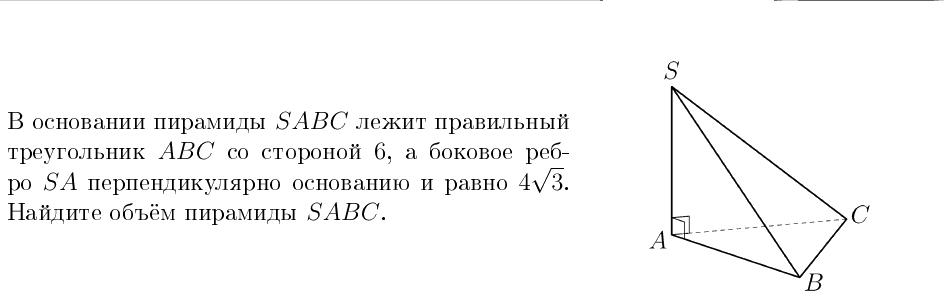 В основании пирамиды SABC лежит правильный
треугольник ABC со стороной 6, а боковое реб-
ро SA перпендикулярно основанию и равно 4√3.
Найдите объём пирамиды SABC.
S
A
C
B